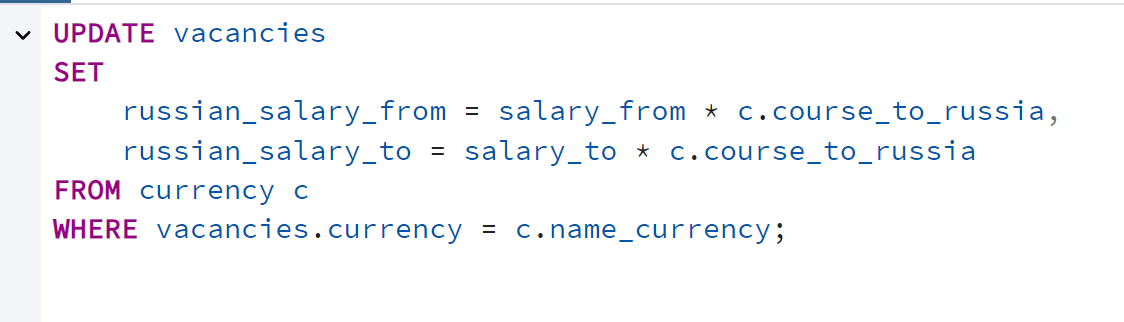 UPDATE vacancies
SET
    russian_salary_from = salary_from * c.course_to_russia,
    russian_salary_to = salary_to * c.course_to_russia
FROM currency c
WHERE vacancies.currency = c.name_currency;